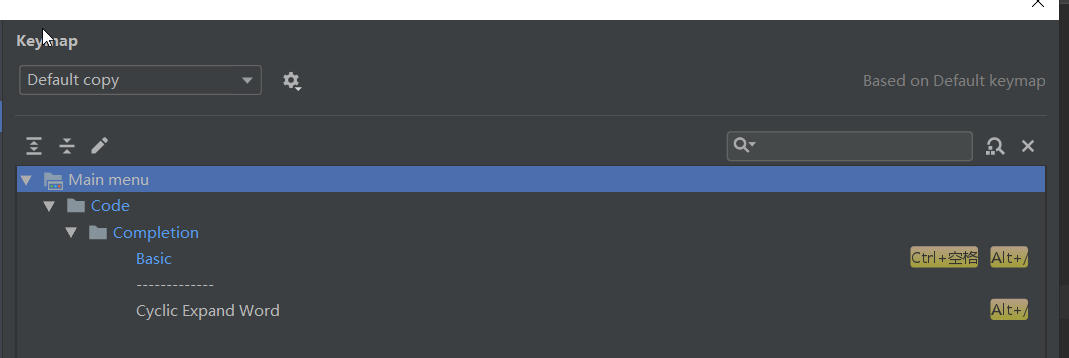 Keymap
Default copy
Based on Default keymap
Main menu
Code
Completion
Basic Ctrl+空格 Alt+/
-------------
Cyclic Expand Word Alt+/